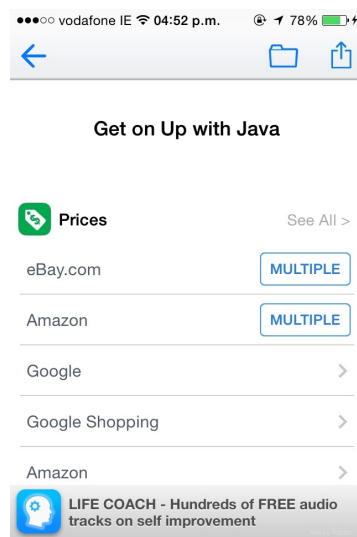 vodafone IE 04:52 p.m. 78%
Get on Up with Java
Prices See All >
eBay.com MULTIPLE
Amazon MULTIPLE
Google
Google Shopping
Amazon
LIFE COACH - Hundreds of FREE audio
tracks on self improvement